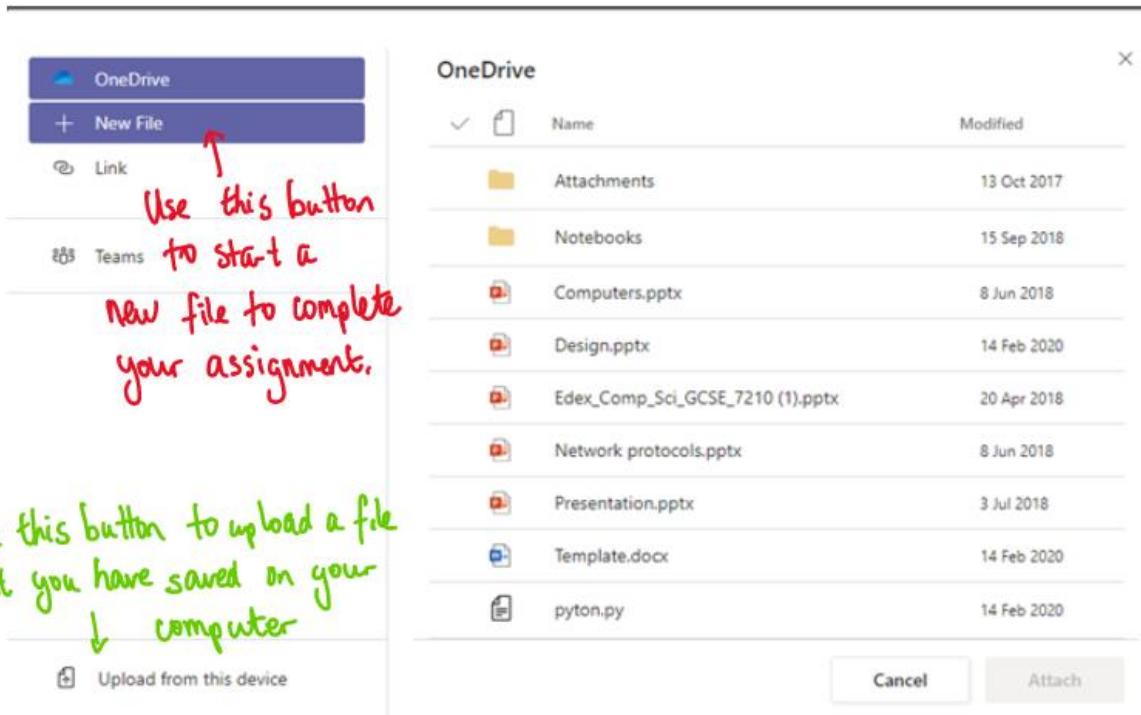 OneDrive
New File
Link
Use this button
to start a
new file to complete
your assignment.
Teams
this button to upload a file
you have saved on your
computer
Upload from this device
OneDrive
Name Modified
Attachments 13 Oct 2017
Notebooks 15 Sep 2018
Computers.pptx 8 Jun 2018
Design.pptx 14 Feb 2020
Edex_Comp_Sci_GCSE_7210 (1).pptx 20 Apr 2018
Network protocols.pptx 8 Jun 2018
Presentation.pptx 3 Jul 2018
Template.docx 14 Feb 2020
pyton.py 14 Feb 2020
Cancel Attach